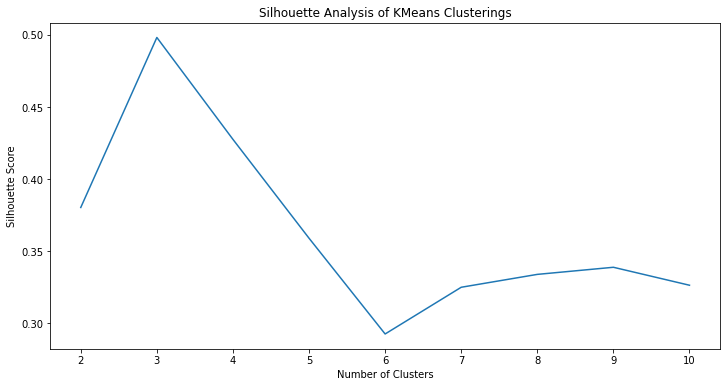 Silhouette Analysis of KMeans Clusterings
0.50
0.45
0.40
0.35
0.30
Silhouette Score
2 3 4 5 6 7 8 9 10
Number of Clusters